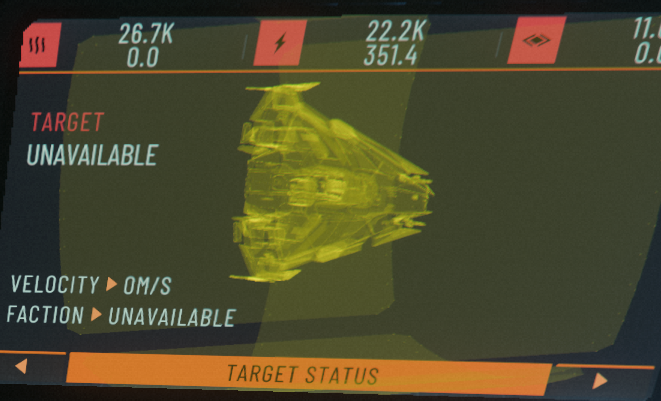 26.7K
0.0
22.2K
351.4
TARGET
UNAVAILABLE
VELOCITY ▶ 0M/S
FACTION ▶ UNAVAILABLE
TARGET STATUS